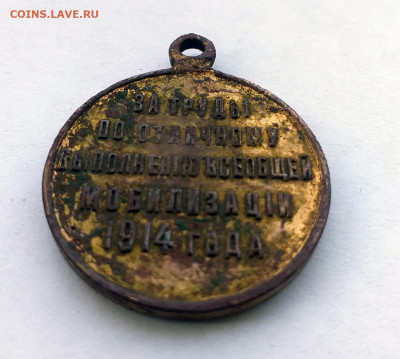 COINS.LAVE.RU
ЗА ТРУДЫ
ПО ОТЛИЧНОМУ
ВЫПОЛНЕНІЮ ВСЕОБЩЕЙ
МОБИЛИЗАЦІИ
1914 ГОДА